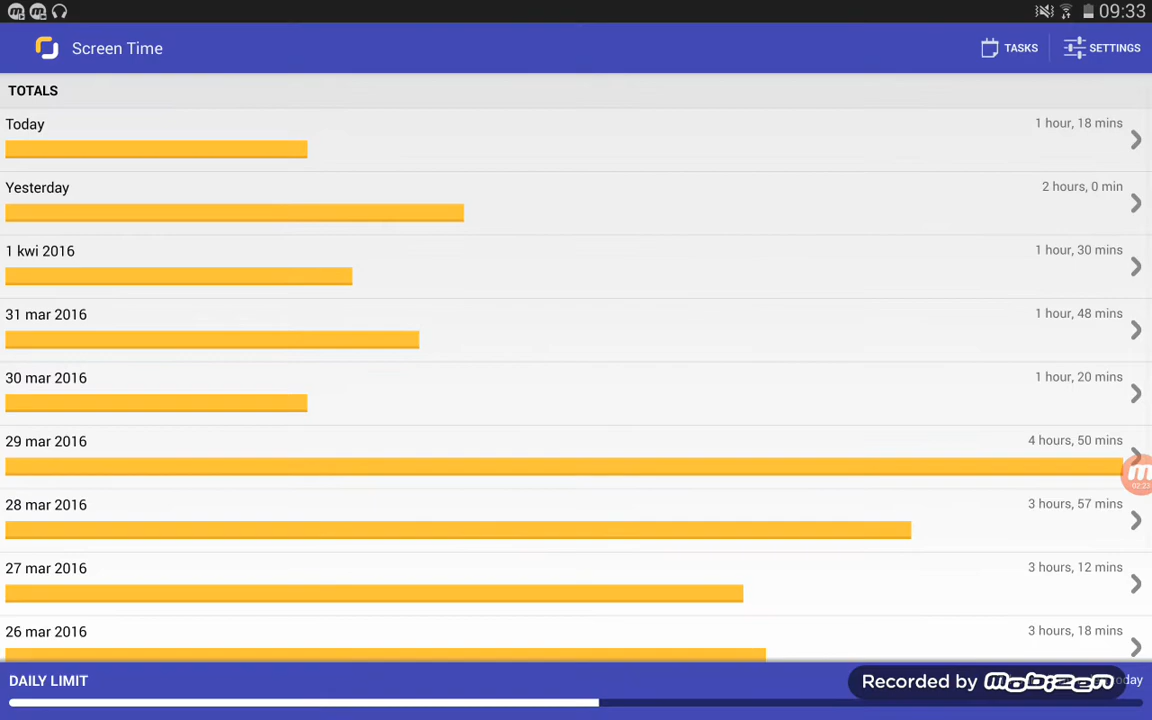 09:33
Screen Time
TASKS
SETTINGS
TOTALS
Today
1 hour, 18 mins
Yesterday
2 hours, 0 min
1 kwi 2016
1 hour, 30 mins
31 mar 2016
1 hour, 48 mins
30 mar 2016
1 hour, 20 mins
29 mar 2016
4 hours, 50 mins
28 mar 2016
3 hours, 57 mins
27 mar 2016
3 hours, 12 mins
26 mar 2016
3 hours, 18 mins
DAILY LIMIT
Recorded by mobizen